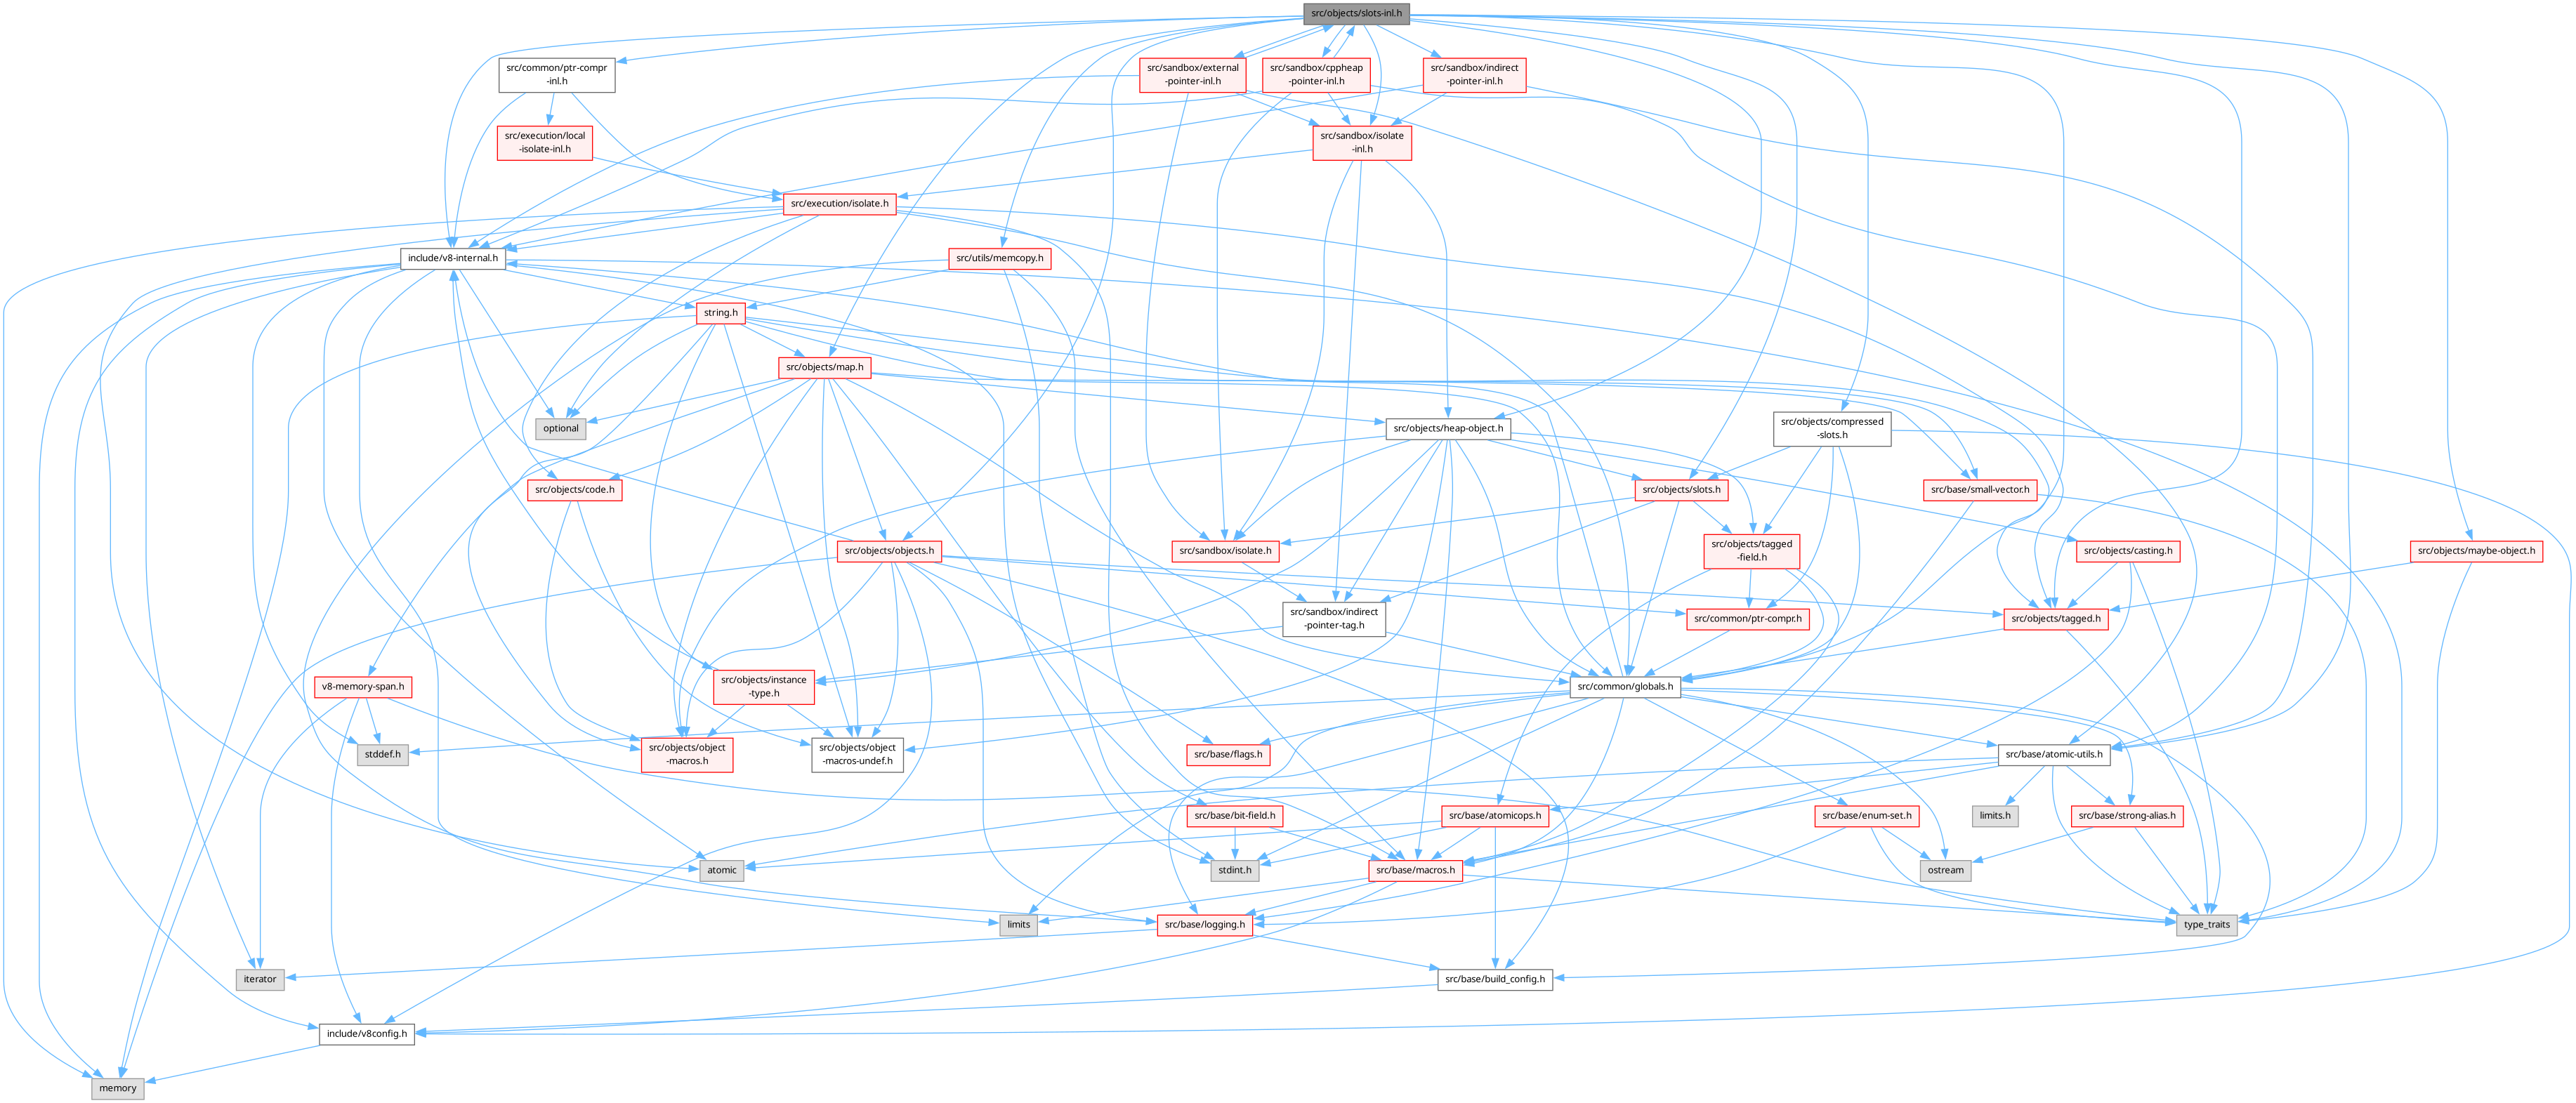 src/objects/slots-inl.h
src/common/ptr-compr
-inl.h
src/sandbox/external
-pointer-inl.h
src/sandbox/cppheap
-pointer-inl.h
src/sandbox/indirect
-pointer-inl.h
src/execution/local
-isolate-inl.h
src/sandbox/isolate
-inl.h
src/execution/isolate.h
include/v8-internal.h
src/utils/memcopy.h
string.h
src/objects/map.h
optional
src/objects/heap-object.h
src/objects/compressed
-slots.h
src/objects/code.h
src/objects/slots.h
src/base/small-vector.h
src/objects/objects.h
src/sandbox/isolate.h
src/objects/tagged
-field.h
src/objects/casting.h
src/objects/maybe-object.h
src/sandbox/indirect
-pointer-tag.h
src/common/ptr-compr.h
src/objects/tagged.h
v8-memory-span.h
src/objects/instance
-type.h
src/common/globals.h
stddef.h
src/objects/object
-macros.h
src/objects/object
-macros-undef.h
src/base/flags.h
src/base/atomic-utils.h
src/base/bit-field.h
src/base/atomicops.h
src/base/enum-set.h
limits.h
src/base/strong-alias.h
atomic
stdint.h
src/base/macros.h
ostream
limits
src/base/logging.h
type_traits
iterator
src/base/build_config.h
include/v8config.h
memory